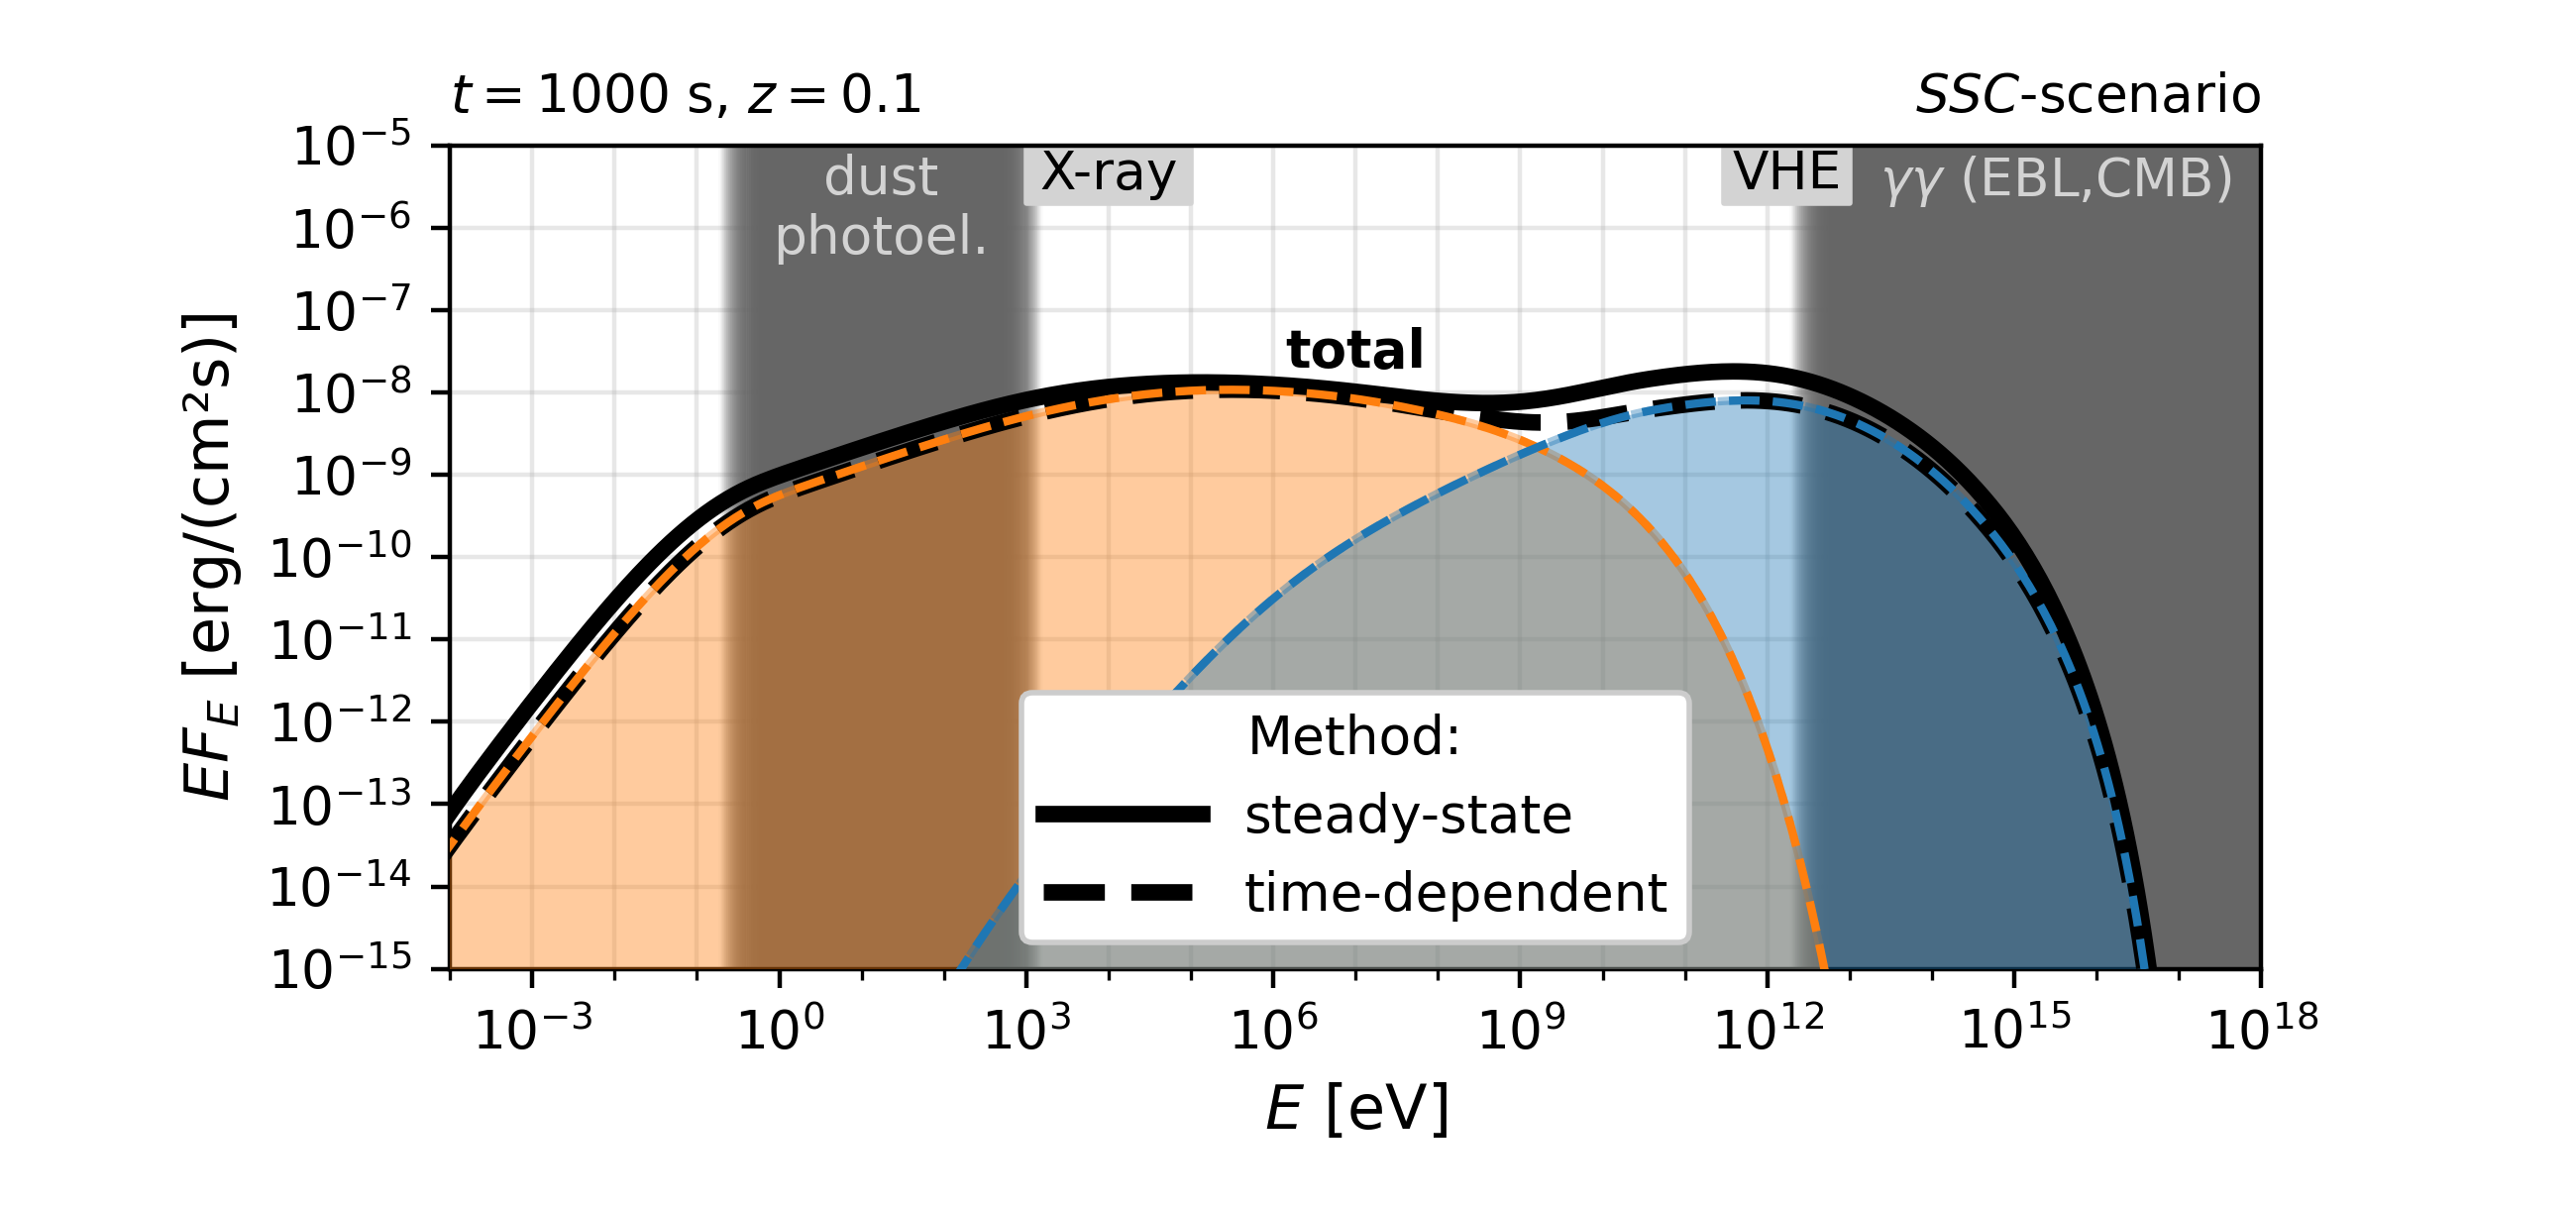 t = 1000 s, z = 0.1
SSC-scenario
dust
photoel.
X-ray
VHE
γγ (EBL,CMB)
total
EF_E [erg/(cm²s)]
10⁻⁵
10⁻⁶
10⁻⁷
10⁻⁸
10⁻⁹
10⁻¹⁰
10⁻¹¹
10⁻¹²
10⁻¹³
10⁻¹⁴
10⁻¹⁵
Method:
steady-state
time-dependent
10⁻³ 10⁰ 10³ 10⁶ 10⁹ 10¹² 10¹⁵ 10¹⁸
E [eV]